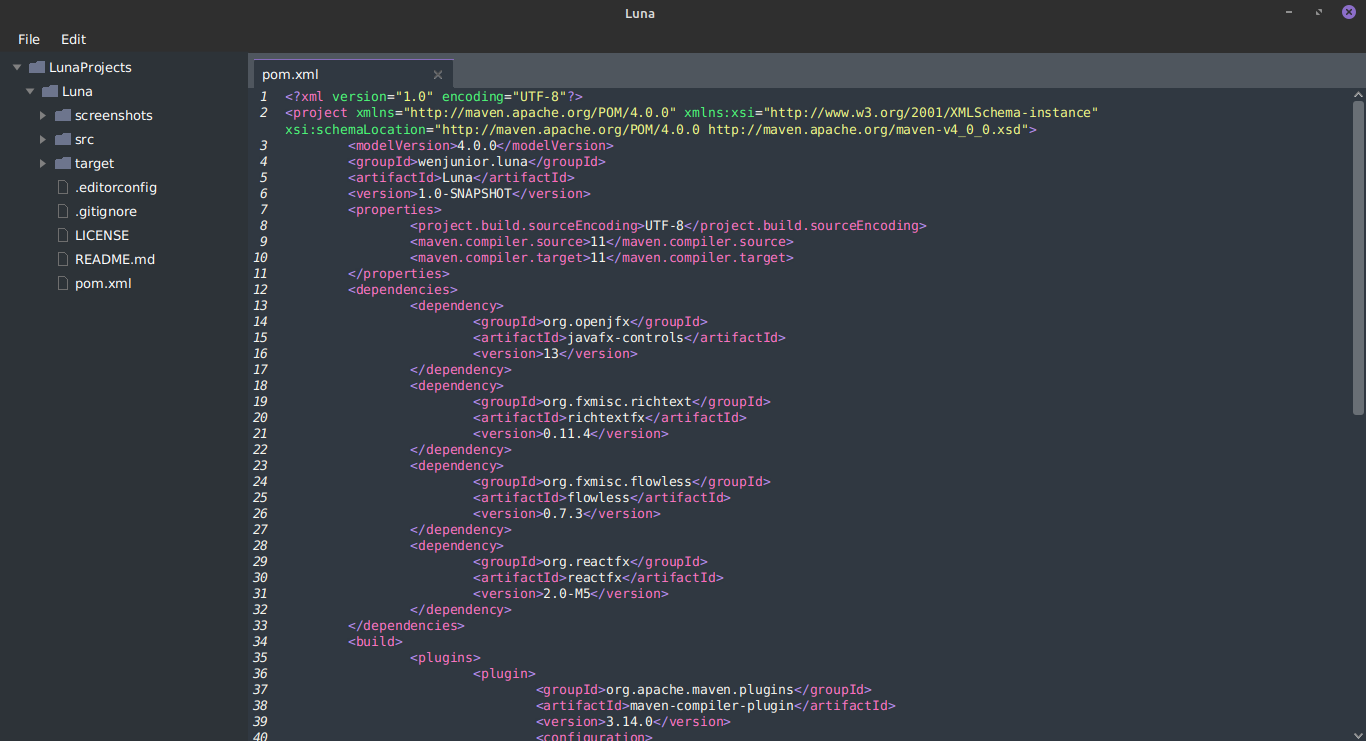 Luna
File Edit
LunaProjects
Luna
screenshots
src
target
.editorconfig
.gitignore
LICENSE
README.md
pom.xml
pom.xml
1 <?xml version="1.0" encoding="UTF-8"?>
2 <project xmlns="http://maven.apache.org/POM/4.0.0" xmlns:xsi="http://www.w3.org/2001/XMLSchema-instance"
xsi:schemaLocation="http://maven.apache.org/POM/4.0.0 http://maven.apache.org/maven-v4_0_0.xsd">
3 <modelVersion>4.0.0</modelVersion>
4 <groupId>wenjunior.luna</groupId>
5 <artifactId>Luna</artifactId>
6 <version>1.0-SNAPSHOT</version>
7 <properties>
8 <project.build.sourceEncoding>UTF-8</project.build.sourceEncoding>
9 <maven.compiler.source>11</maven.compiler.source>
10 <maven.compiler.target>11</maven.compiler.target>
11 </properties>
12 <dependencies>
13 <dependency>
14 <groupId>org.openjfx</groupId>
15 <artifactId>javafx-controls</artifactId>
16 <version>13</version>
17 </dependency>
18 <dependency>
19 <groupId>org.fxmisc.richtext</groupId>
20 <artifactId>richtextfx</artifactId>
21 <version>0.11.4</version>
22 </dependency>
23 <dependency>
24 <groupId>org.fxmisc.flowless</groupId>
25 <artifactId>flowless</artifactId>
26 <version>0.7.3</version>
27 </dependency>
28 <dependency>
29 <groupId>org.reactfx</groupId>
30 <artifactId>reactfx</artifactId>
31 <version>2.0-M5</version>
32 </dependency>
33 </dependencies>
34 <build>
35 <plugins>
36 <plugin>
37 <groupId>org.apache.maven.plugins</groupId>
38 <artifactId>maven-compiler-plugin</artifactId>
39 <version>3.14.0</version>
40 <configuration>